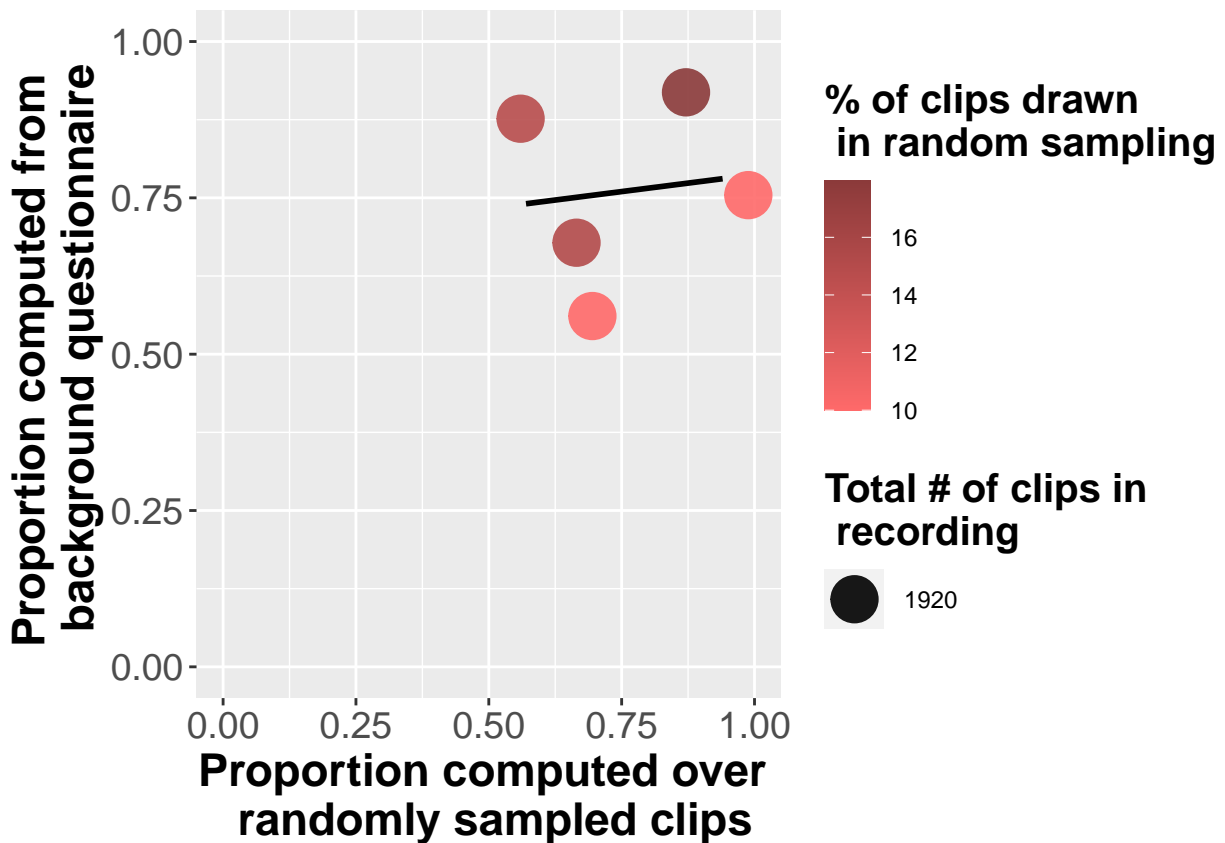 Proportion computed from
background questionnaire
1.00
0.75
0.50
0.25
0.00
0.00 0.25 0.50 0.75 1.00
Proportion computed over
randomly sampled clips
% of clips drawn
in random sampling
16
14
12
10
Total # of clips in
recording
1920